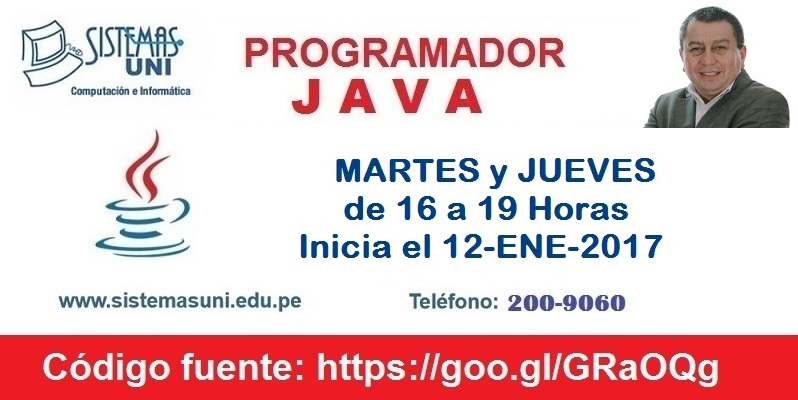 SISTEMAS
UNI
Computación e Informática
PROGRAMADOR
JAVA
MARTES y JUEVES
de 16 a 19 Horas
Inicia el 12-ENE-2017
www.sistemasuni.edu.pe
Teléfono: 200-9060
Código fuente: https://goo.gl/GRaOQg